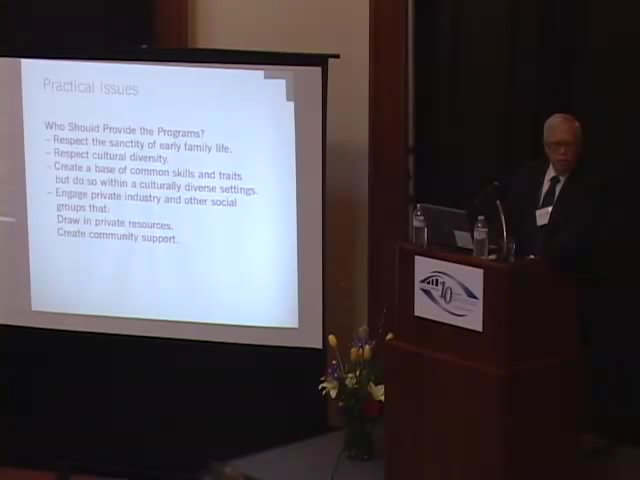 Practical Issues
Who Should Provide the Programs?
– Respect the sanctity of early family life.
– Respect cultural diversity.
– Create a base of common skills and traits
but do so within a culturally diverse settings.
– Engage private industry and other social
groups that:
Draw in private resources.
Create community support.
10